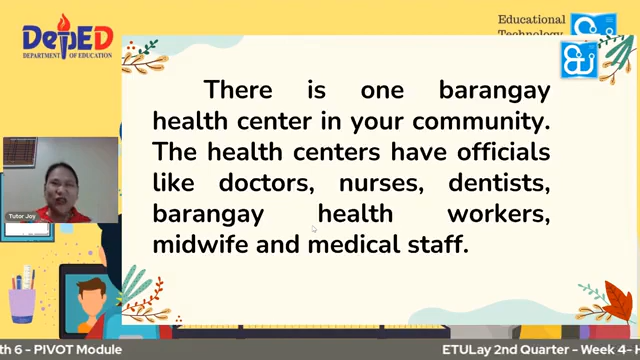 DepED
DEPARTMENT OF EDUCATION
Educational
Technology
There is one barangay
health center in your community.
The health centers have officials
like doctors, nurses, dentists,
barangay health workers,
midwife and medical staff.
Tutor Joy
th 6 - PIVOT Module
ETULay 2nd Quarter - Week 4- H